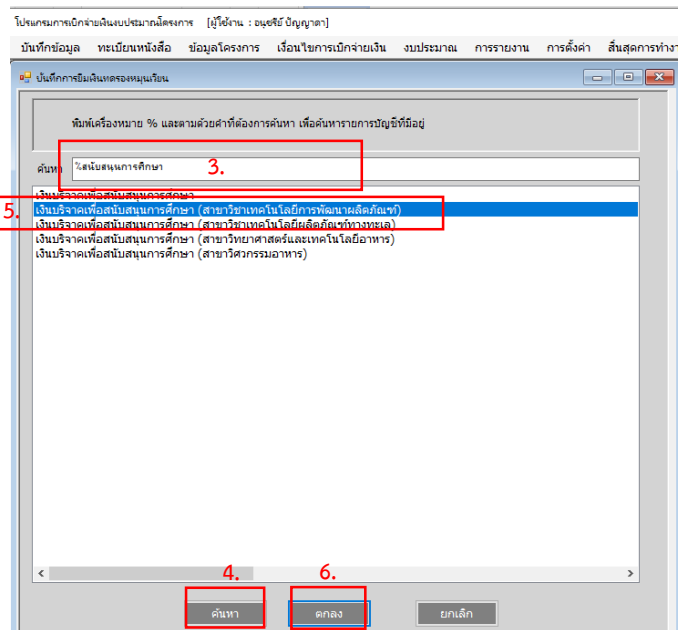 โปรแกรมการเบิกจ่ายเงินงบประมาณโครงการ [ผู้ใช้งาน : อนุชรีย์ ปัญญาดา]
บันทึกข้อมูล ทะเบียนหนังสือ ข้อมูลโครงการ เงื่อนไขการเบิกจ่ายเงิน งบประมาณ การรายงาน การตั้งค่า สิ้นสุดการทำงา
บันทึกการยืมเงินทดรองหมุนเวียน
พิมพ์เครื่องหมาย % และตามด้วยคำที่ต้องการค้นหา เพื่อค้นหารายการบัญชีที่มีอยู่
ค้นหา %สนับสนุนการศึกษา 3.
เงินบริจาคเพื่อสนับสนุนการศึกษา
5. เงินบริจาคเพื่อสนับสนุนการศึกษา (สาขาวิชาเทคโนโลยีการพัฒนาผลิตภัณฑ์)
เงินบริจาคเพื่อสนับสนุนการศึกษา (สาขาวิชาเทคโนโลยีผลิตภัณฑ์ทางทะเล)
เงินบริจาคเพื่อสนับสนุนการศึกษา (สาขาวิทยาศาสตร์และเทคโนโลยีอาหาร)
เงินบริจาคเพื่อสนับสนุนการศึกษา (สาขาวิศวกรรมอาหาร)
4. 6.
ค้นหา ตกลง ยกเลิก